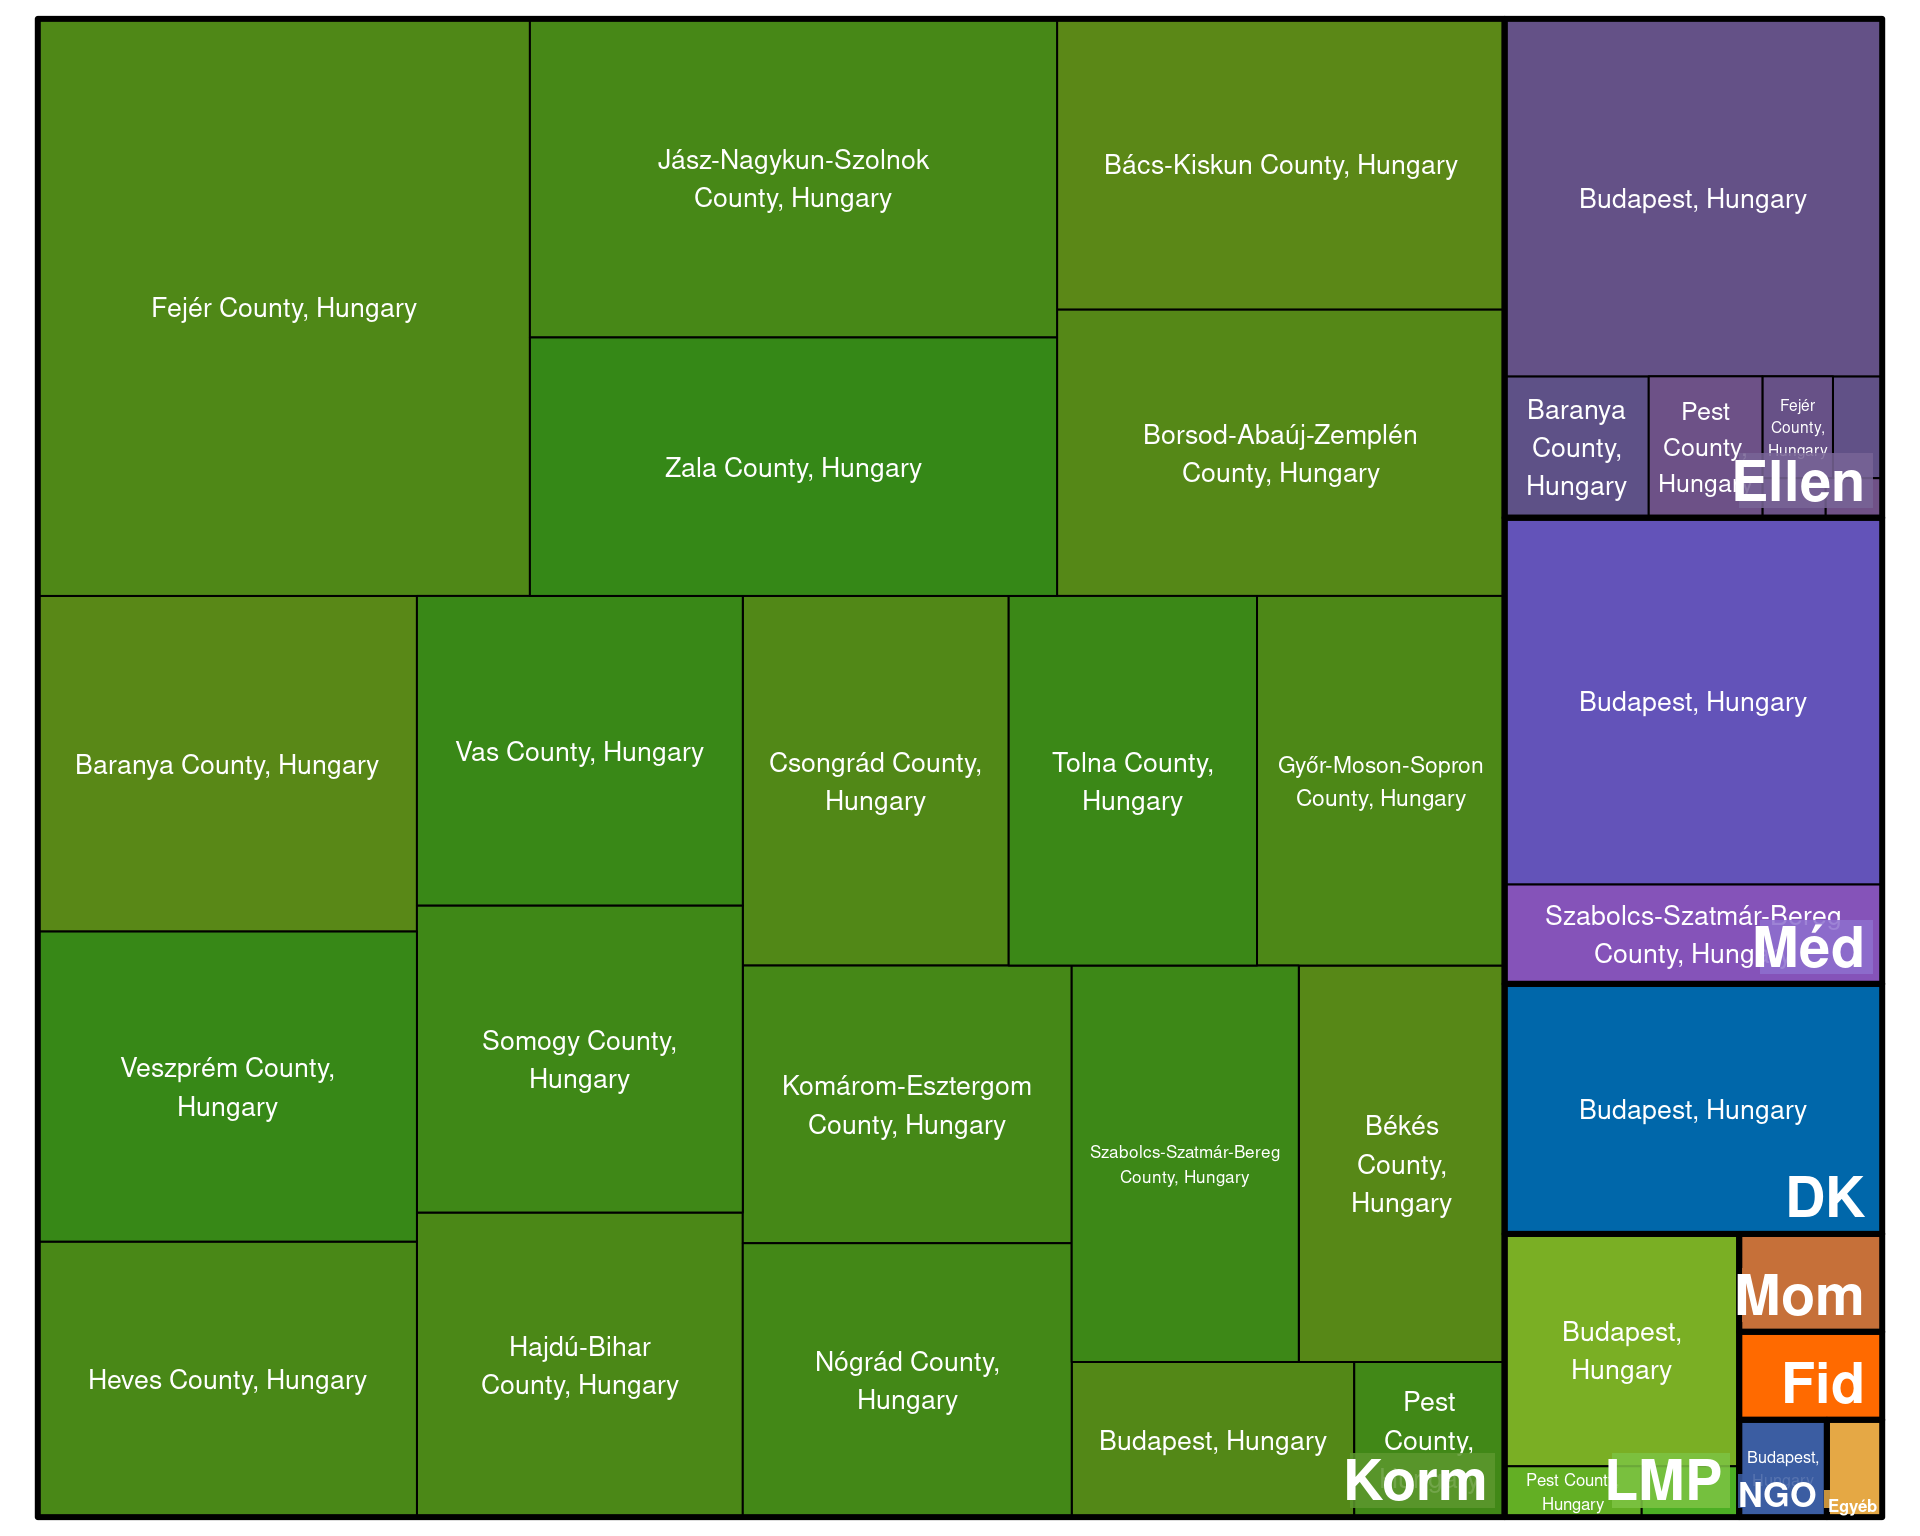 Fejér County, Hungary
Jász-Nagykun-Szolnok
County, Hungary
Zala County, Hungary
Bács-Kiskun County, Hungary
Borsod-Abaúj-Zemplén
County, Hungary
Baranya County, Hungary
Veszprém County,
Hungary
Heves County, Hungary
Vas County, Hungary
Somogy County,
Hungary
Hajdú-Bihar
County, Hungary
Csongrád County,
Hungary
Tolna County,
Hungary
Győr-Moson-Sopron
County, Hungary
Komárom-Esztergom
County, Hungary
Nógrád County,
Hungary
Szabolcs-Szatmár-Bereg
County, Hungary
Békés
County,
Hungary
Budapest, Hungary
Pest
County,
Hungary
Korm
Budapest, Hungary
Baranya
County,
Hungary
Pest
County,
Hungary
Fejér
County,
Hungary
Ellen
Budapest, Hungary
Szabolcs-Szatmár-Bereg
County, Hungary
Méd
Budapest, Hungary
DK
Budapest,
Hungary
Pest County,
Hungary
LMP
Mom
Fid
Budapest,
Hungary
NGO
Egyéb